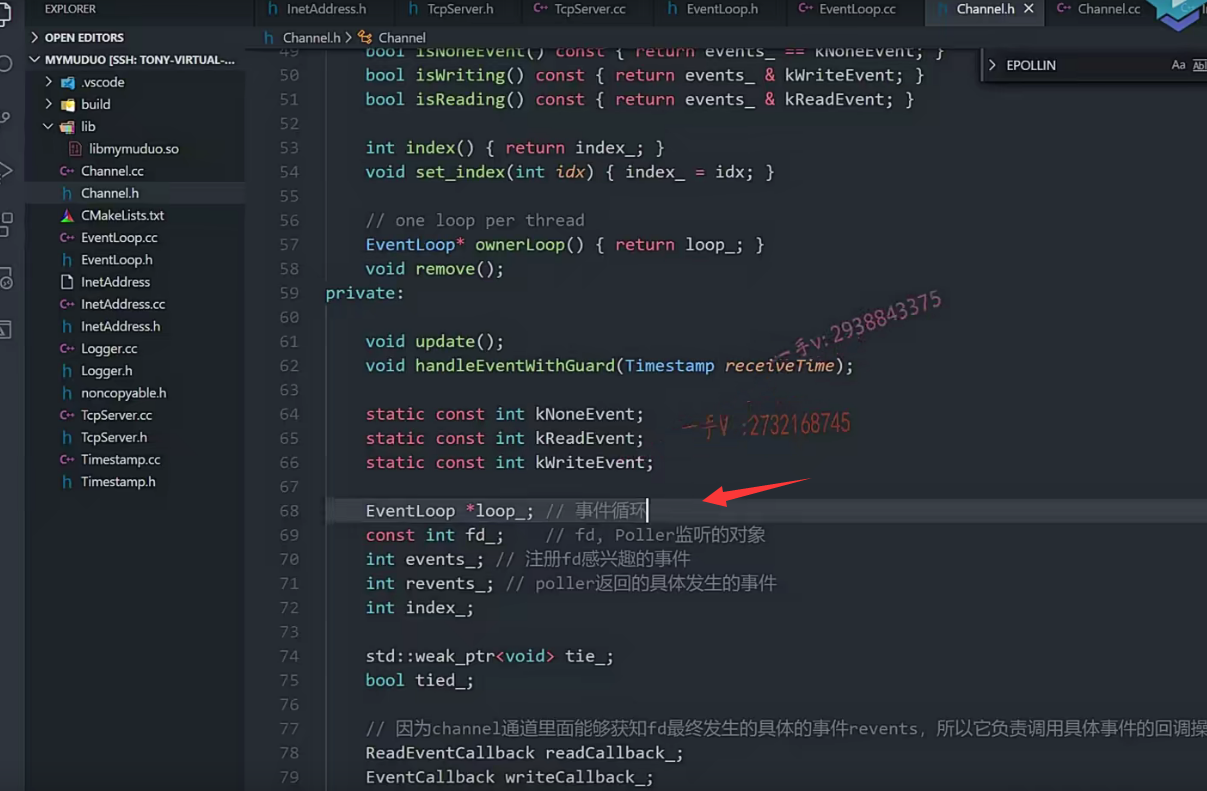 EXPLORER
InetAddress.h
TcpServer.h
TcpServer.cc
EventLoop.h
EventLoop.cc
Channel.h
Channel.cc
OPEN EDITORS
MYMUDUO [SSH: TONY-VIRTUAL-...
Channel.h > Channel
EPOLLIN
Aa
Abl
.vscode
build
lib
libmymuduo.so
Channel.cc
Channel.h
CMakeLists.txt
EventLoop.cc
EventLoop.h
InetAddress
InetAddress.cc
InetAddress.h
Logger.cc
Logger.h
noncopyable.h
TcpServer.cc
TcpServer.h
Timestamp.cc
Timestamp.h
49 bool isNoneEvent() const { return events_ == kNoneEvent; }
50 bool isWriting() const { return events_ & kWriteEvent; }
51 bool isReading() const { return events_ & kReadEvent; }
52
53 int index() { return index_; }
54 void set_index(int idx) { index_ = idx; }
55
56 // one loop per thread
57 EventLoop* ownerLoop() { return loop_; }
58 void remove();
59 private:
60
61 void update();
62 void handleEventWithGuard(Timestamp receiveTime);
63
64 static const int kNoneEvent;
65 static const int kReadEvent;
66 static const int kWriteEvent;
67
68 EventLoop *loop_; // 事件循环
69 const int fd_; // fd, Poller监听的对象
70 int events_; // 注册fd感兴趣的事件
71 int revents_; // poller返回的具体发生的事件
72 int index_;
73
74 std::weak_ptr<void> tie_;
75 bool tied_;
76
77 // 因为channel通道里面能够获知fd最终发生的具体的事件revents，所以它负责调用具体事件的回调操
78 ReadEventCallback readCallback_;
79 EventCallback writeCallback_;
一手v:2938843375
一手V :2732168745